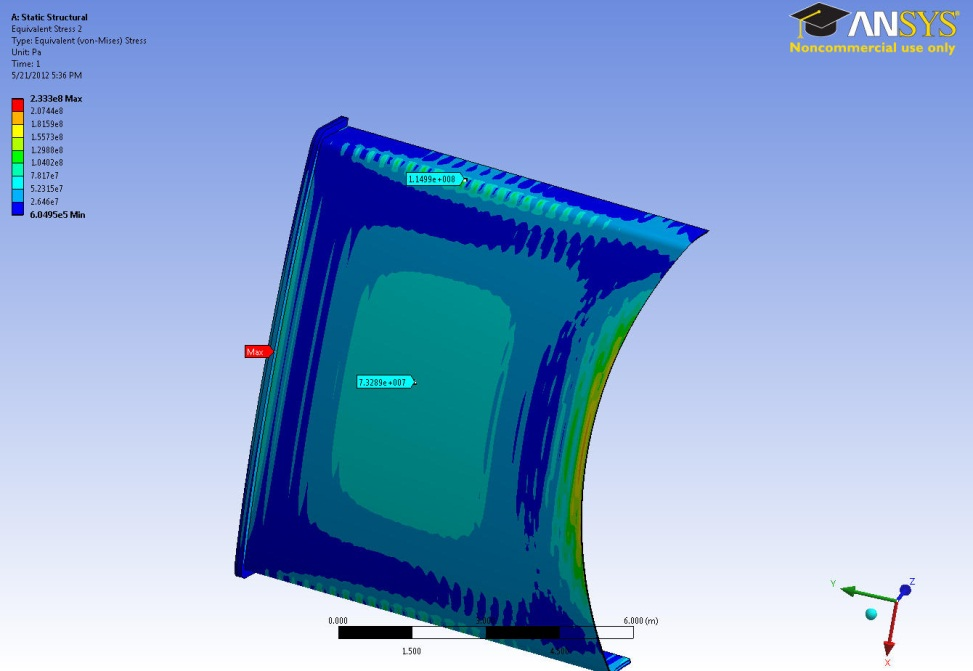 A: Static Structural
Equivalent Stress 2
Type: Equivalent (von-Mises) Stress
Unit: Pa
Time: 1
5/21/2012 5:36 PM
2.333e8 Max
2.0744e8
1.8159e8
1.5573e8
1.2988e8
1.0402e8
7.817e7
5.2315e7
2.646e7
6.0495e5 Min
ANSYS
Noncommercial use only
1.1499e+008
Max
7.3289e+007
0.000
6.000 (m)
1.500
Y
Z
X